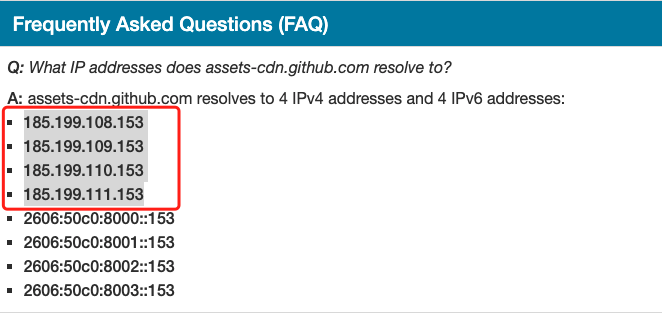 Frequently Asked Questions (FAQ)
Q: What IP addresses does assets-cdn.github.com resolve to?
A: assets-cdn.github.com resolves to 4 IPv4 addresses and 4 IPv6 addresses:
▪ 185.199.108.153
▪ 185.199.109.153
▪ 185.199.110.153
▪ 185.199.111.153
▪ 2606:50c0:8000::153
▪ 2606:50c0:8001::153
▪ 2606:50c0:8002::153
▪ 2606:50c0:8003::153